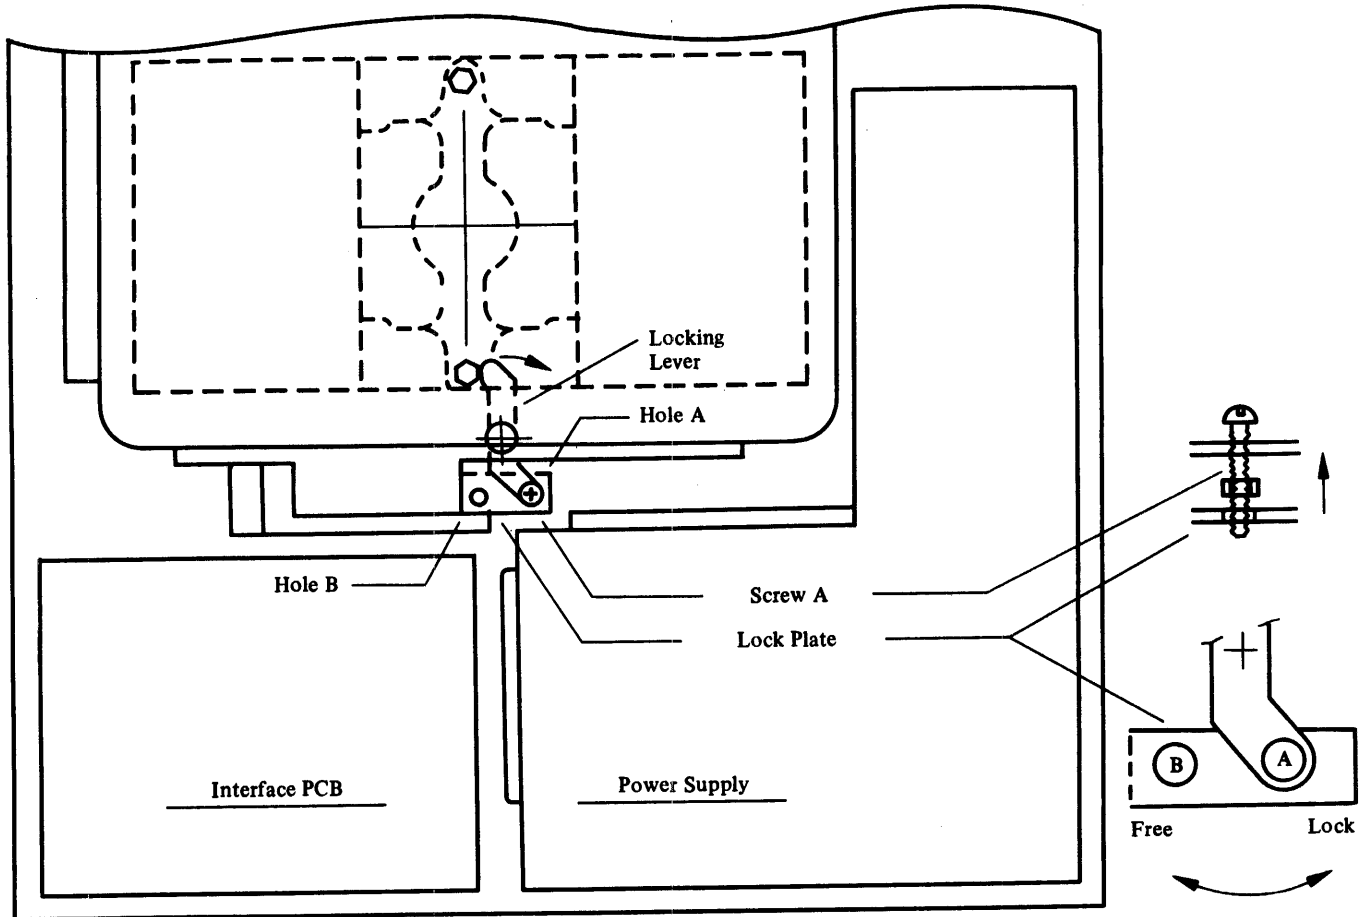 Locking
Lever
Hole A
Hole B
Screw A
Lock Plate
Interface PCB
Power Supply
B
A
Free
Lock